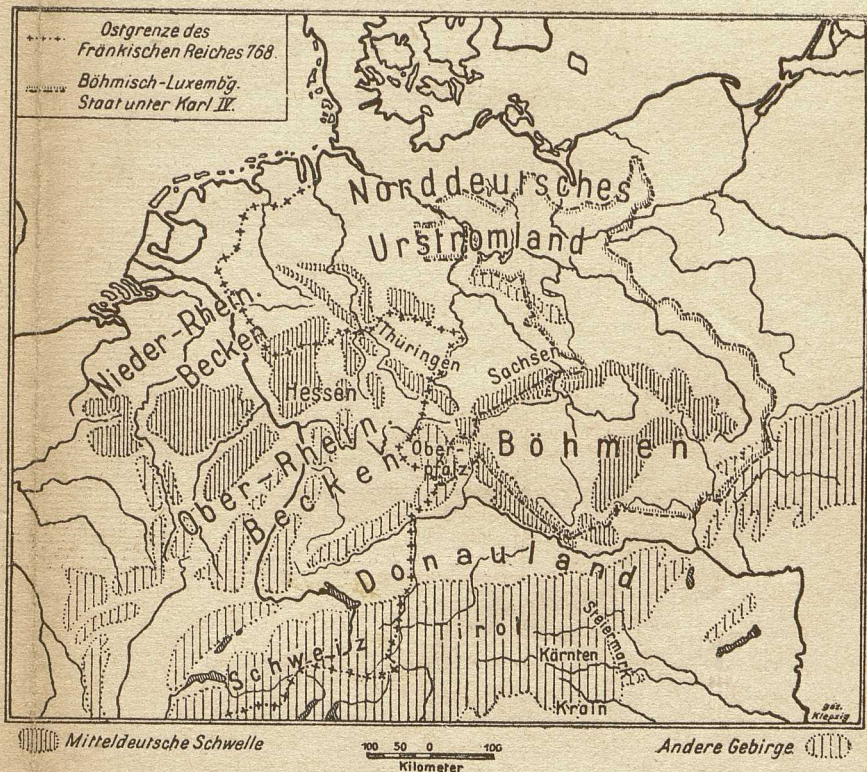 Ostgrenze des
Fränkischen Reiches 768.
Böhmisch-Luxembg.
Staat unter Karl IV.
Norddeutsches
Urstromland
Nieder-Rhein.
Becken
Thüringen
Sachsen
Hessen
Ober-Rhein.
Becken
Ober-
pfalz
Böhmen
Donauland
Schweiz
Tirol
Steiermark
Kärnten
Krain
gez.
Klepzig
Mitteldeutsche Schwelle
100 50 0 100
Kilometer
Andere Gebirge